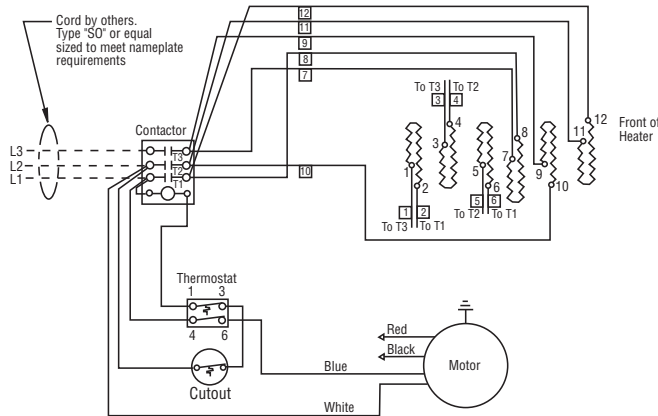 Cord by others.
Type "SO" or equal
sized to meet nameplate
requirements
12
11
9
8
7
10
Contactor
L3
L2
L1
T3
T2
T1
To T3
To T2
3
4
3
4
1
2
1
2
To T3
To T1
5
6
5
6
To T2
To T1
7
8
9
10
11
12
Front of
Heater
Thermostat
1
3
4
6
Cutout
Red
Black
Blue
White
Motor